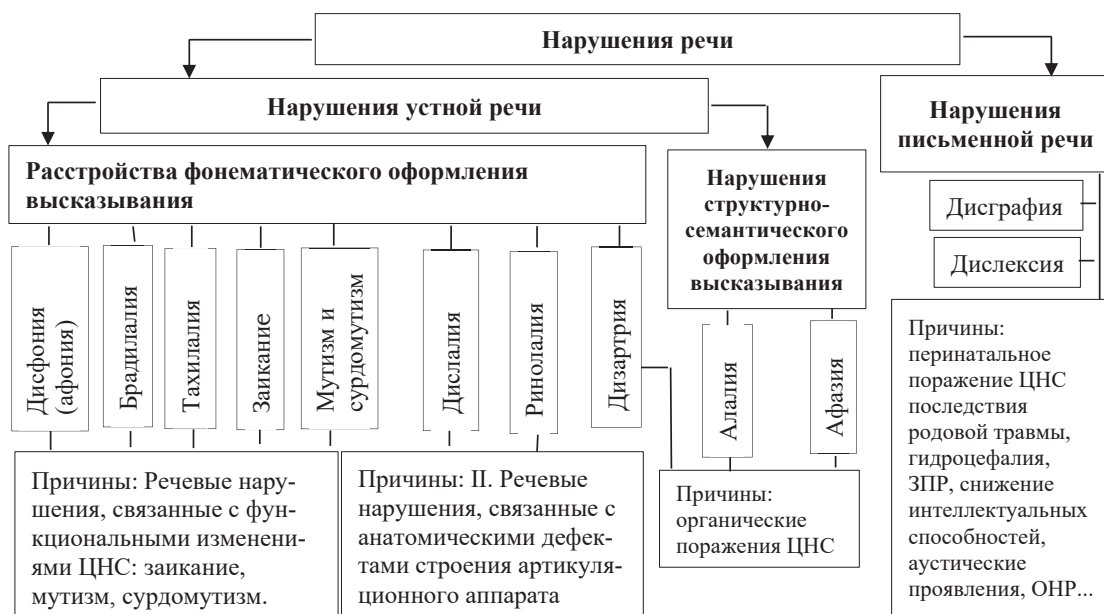 Нарушения речи
Нарушения устной речи
Нарушения
письменной речи
Расстройства фонематического оформления
высказывания
Нарушения
структурно-
семантического
оформления
высказывания
Дисграфия
Дислексия
Дисфония
(афония)
Брадилалия
Тахилалия
Заикание
Мутизм и
сурдомутизм
Дислалия
Ринолалия
Дизартрия
Алалия
Афазия
Причины: Речевые нару-
шения, связанные с фун-
кциональными изменени-
ями ЦНС: заикание,
мутизм, сурдомутизм.
Причины: II. Речевые
нарушения, связанные с
анатомическими дефек-
тами строения артикуля-
ционного аппарата
Причины:
органические
поражения ЦНС
Причины:
перинатальное
поражение ЦНС
последствия
родовой травмы,
гидроцефалия,
ЗПР, снижение
интеллектуальных
способностей,
аустические
проявления, ОНР...